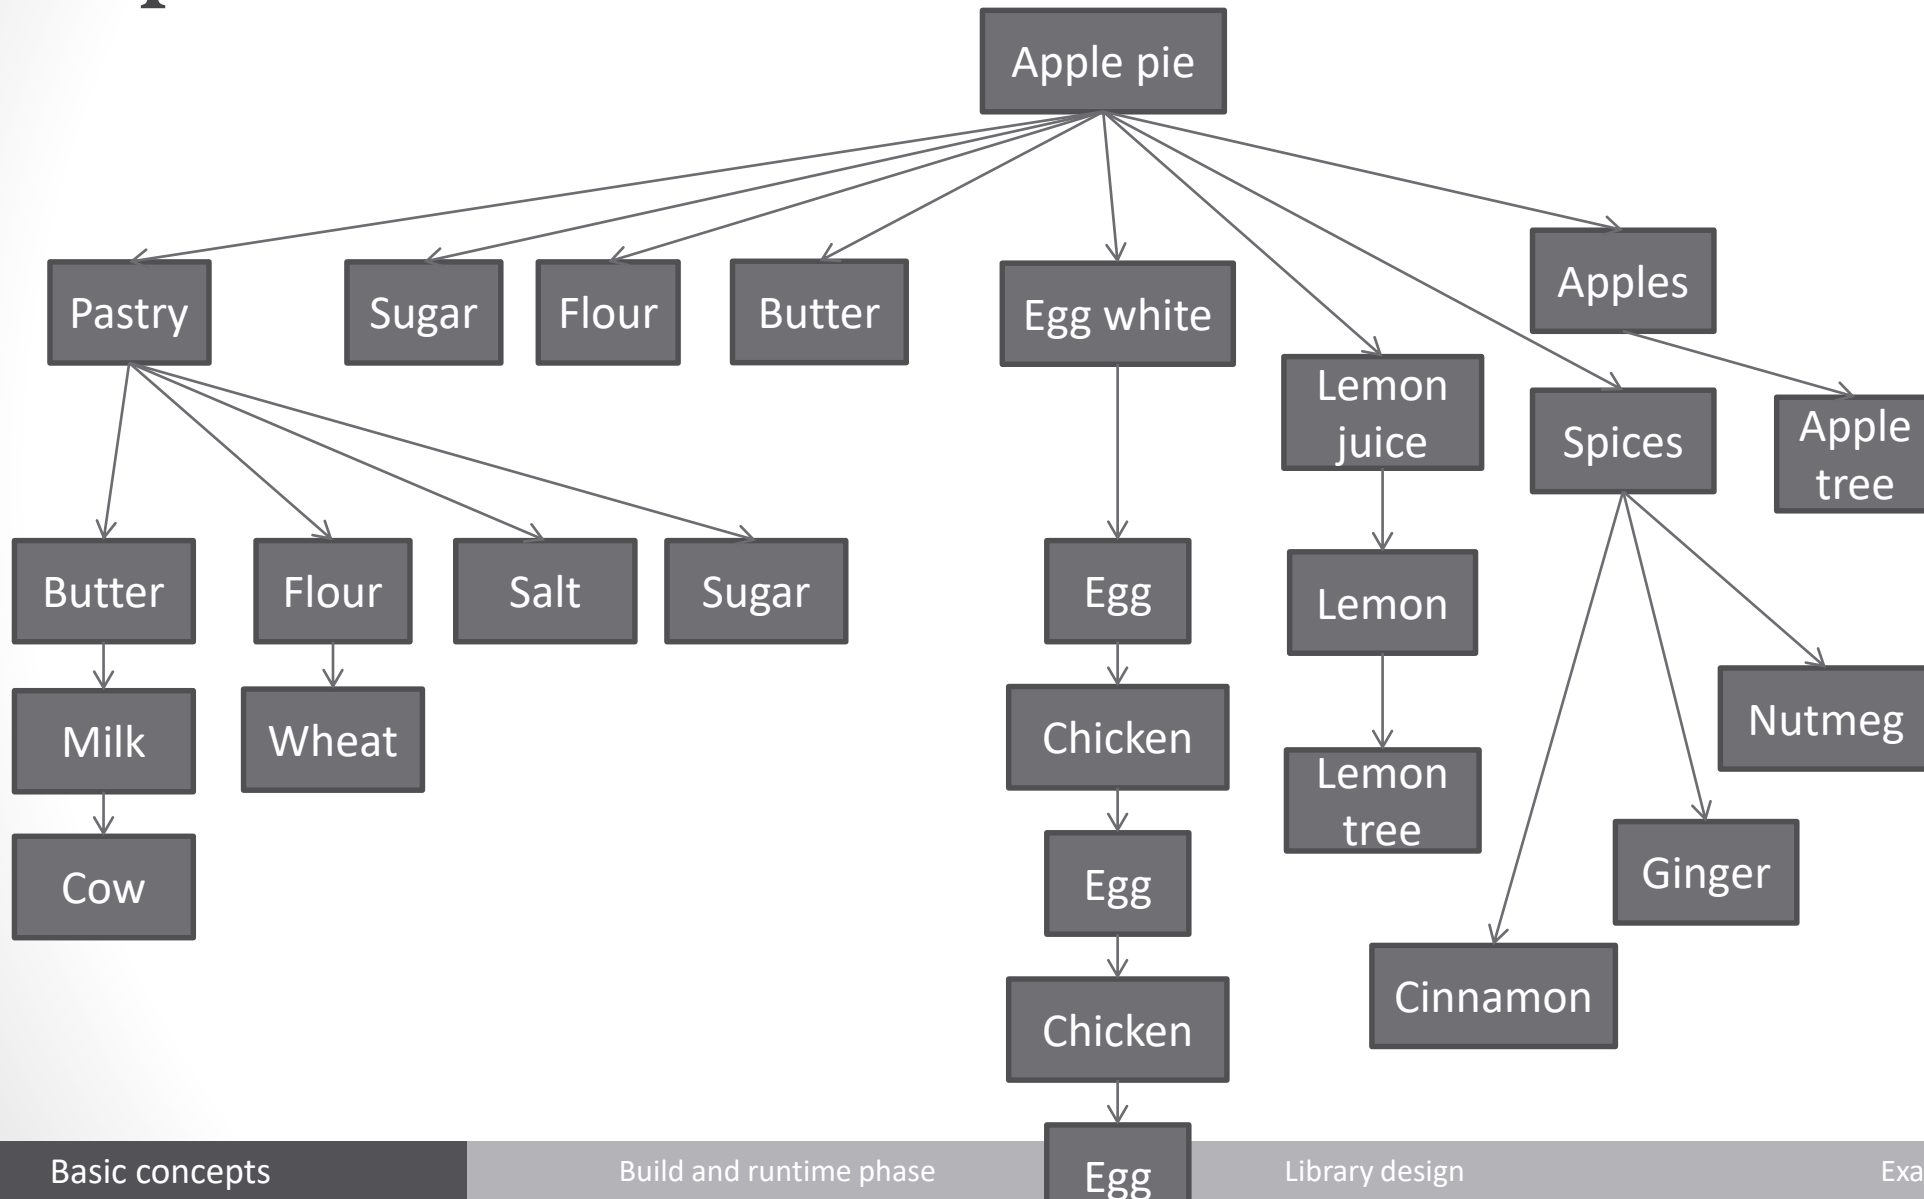 Apple pie
Pastry
Sugar
Flour
Butter
Egg white
Lemon
juice
Spices
Apples
Apple
tree
Butter
Flour
Salt
Sugar
Egg
Lemon
Milk
Wheat
Chicken
Lemon
tree
Nutmeg
Cow
Egg
Ginger
Chicken
Cinnamon
Egg
Basic concepts
Build and runtime phase
Library design
Exa